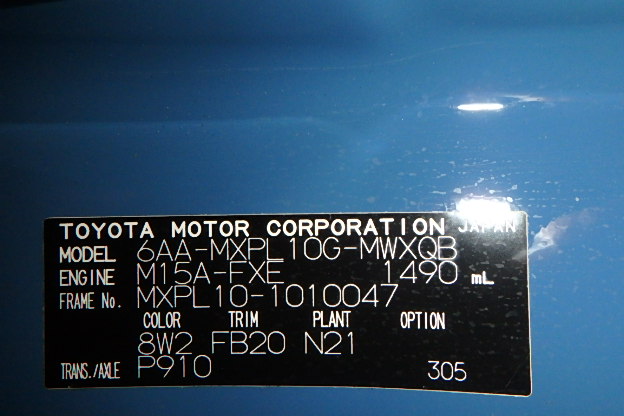 TOYOTA MOTOR CORPORATION JAPAN
MODEL 6AA-MXPL10G-MWXQB
ENGINE M15A-FXE 1490 mL
FRAME No. MXPL10-1010047
COLOR TRIM PLANT OPTION
8W2 FB20 N21
TRANS./AXLE P910 305